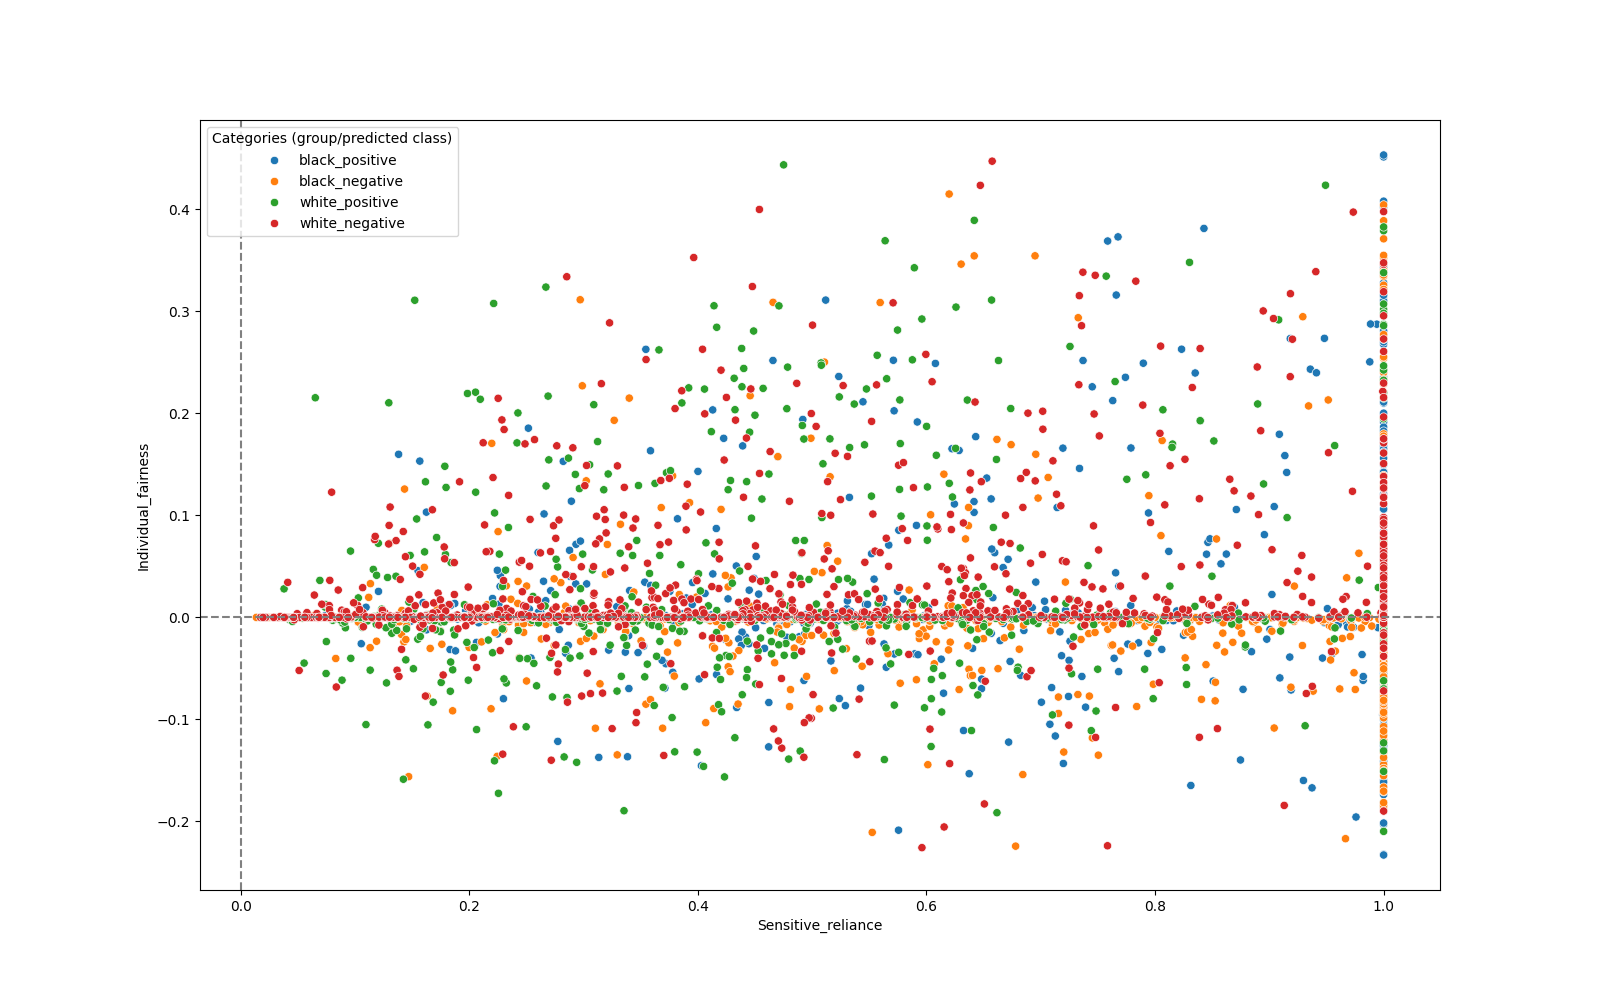 Categories (group/predicted class)
black_positive
black_negative
white_positive
white_negative
Individual_fairness
0.4
0.3
0.2
0.1
0.0
−0.1
−0.2
0.0 0.2 0.4 0.6 0.8 1.0
Sensitive_reliance